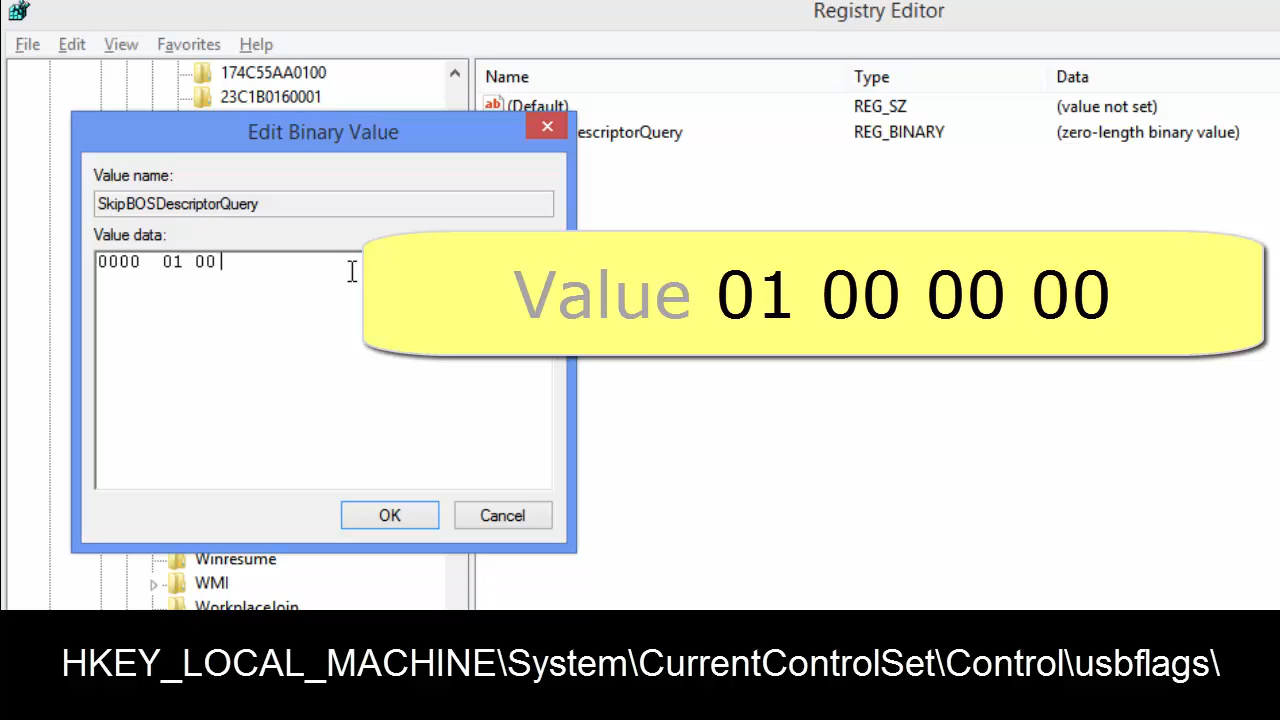 Registry Editor
File Edit View Favorites Help
174C55AA0100
23C1B0160001
Name Type Data
(Default) REG_SZ (value not set)
escriptorQuery REG_BINARY (zero-length binary value)
Edit Binary Value
Value name:
SkipBOSDescriptorQuery
Value data:
0000 01 00
Value 01 00 00 00
OK Cancel
Winresume
WMI
WorkplaceJoin
HKEY_LOCAL_MACHINE\System\CurrentControlSet\Control\usbflags\